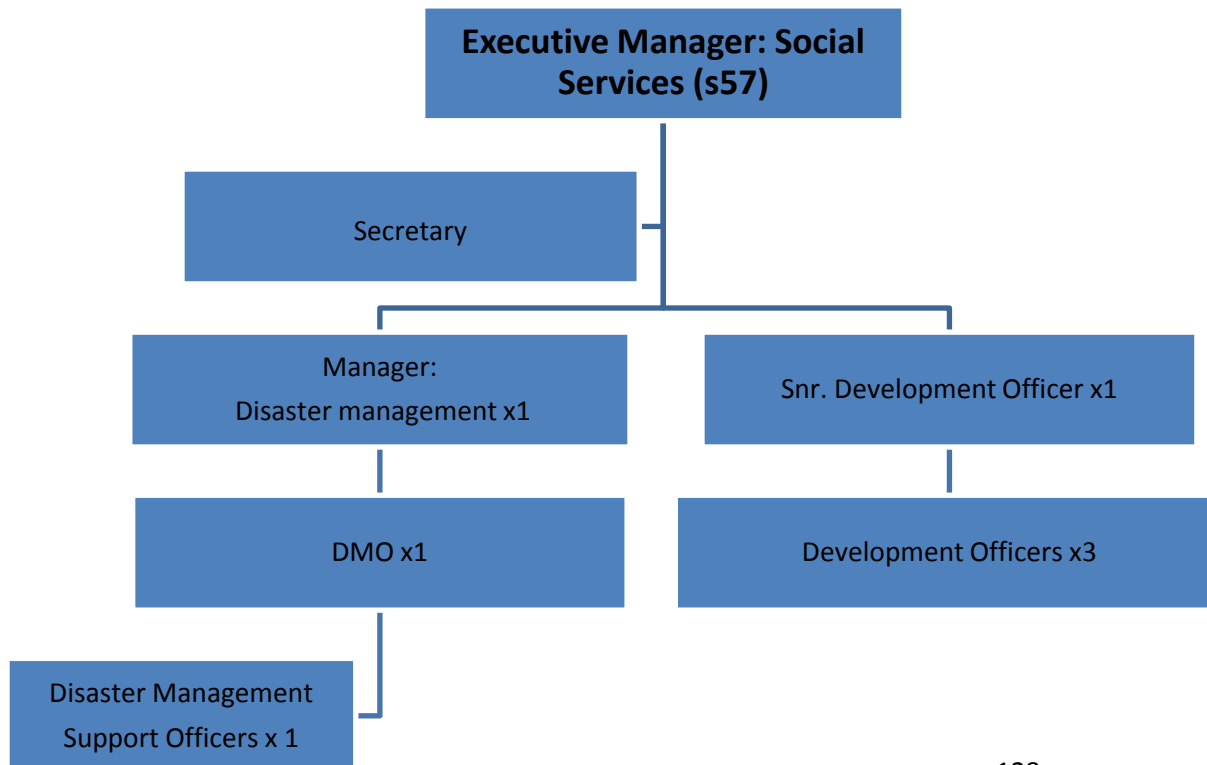 Executive Manager: Social
Services (s57)
Secretary
Manager:
Disaster management x1
Snr. Development Officer x1
DMO x1
Development Officers x3
Disaster Management
Support Officers x 1